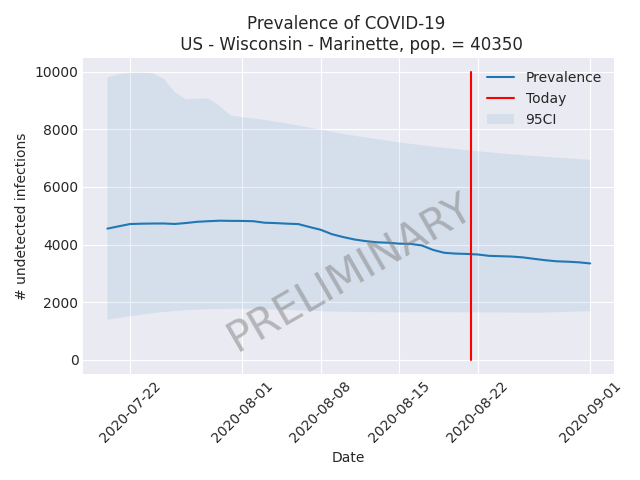 Prevalence of COVID-19
US - Wisconsin - Marinette, pop. = 40350
10000
8000
6000
4000
2000
0
# undetected infections
Prevalence
Today
95CI
PRELIMINARY
2020-07-22
2020-08-01
2020-08-08
2020-08-15
2020-08-22
2020-09-01
Date